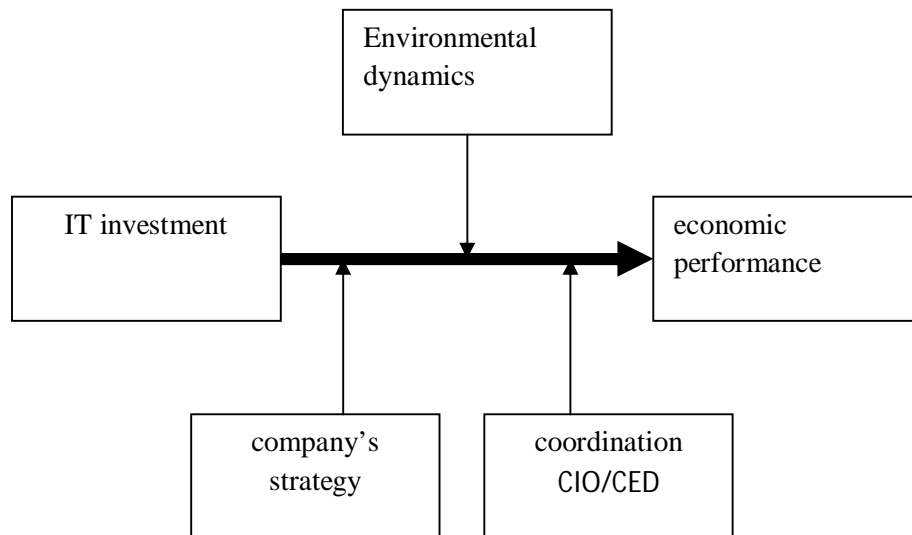 Environmental
dynamics
IT investment
economic
performance
company’s
strategy
coordination
CIO/CED